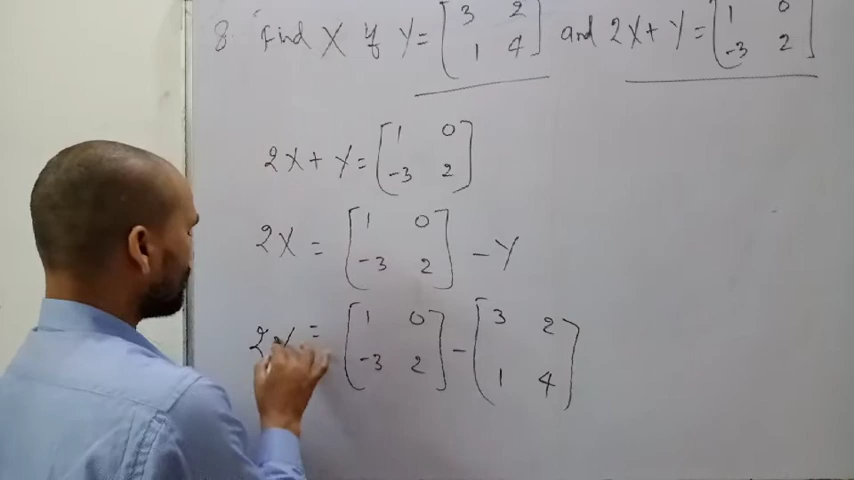 8. Find X if Y = [3 2 and 2X + Y = [1 0
1 4] -3 2]
2X + Y = [1 0
-3 2]
2X = [1 0
-3 2] - Y
2X = [1 0 - [3 2
-3 2] 1 4]